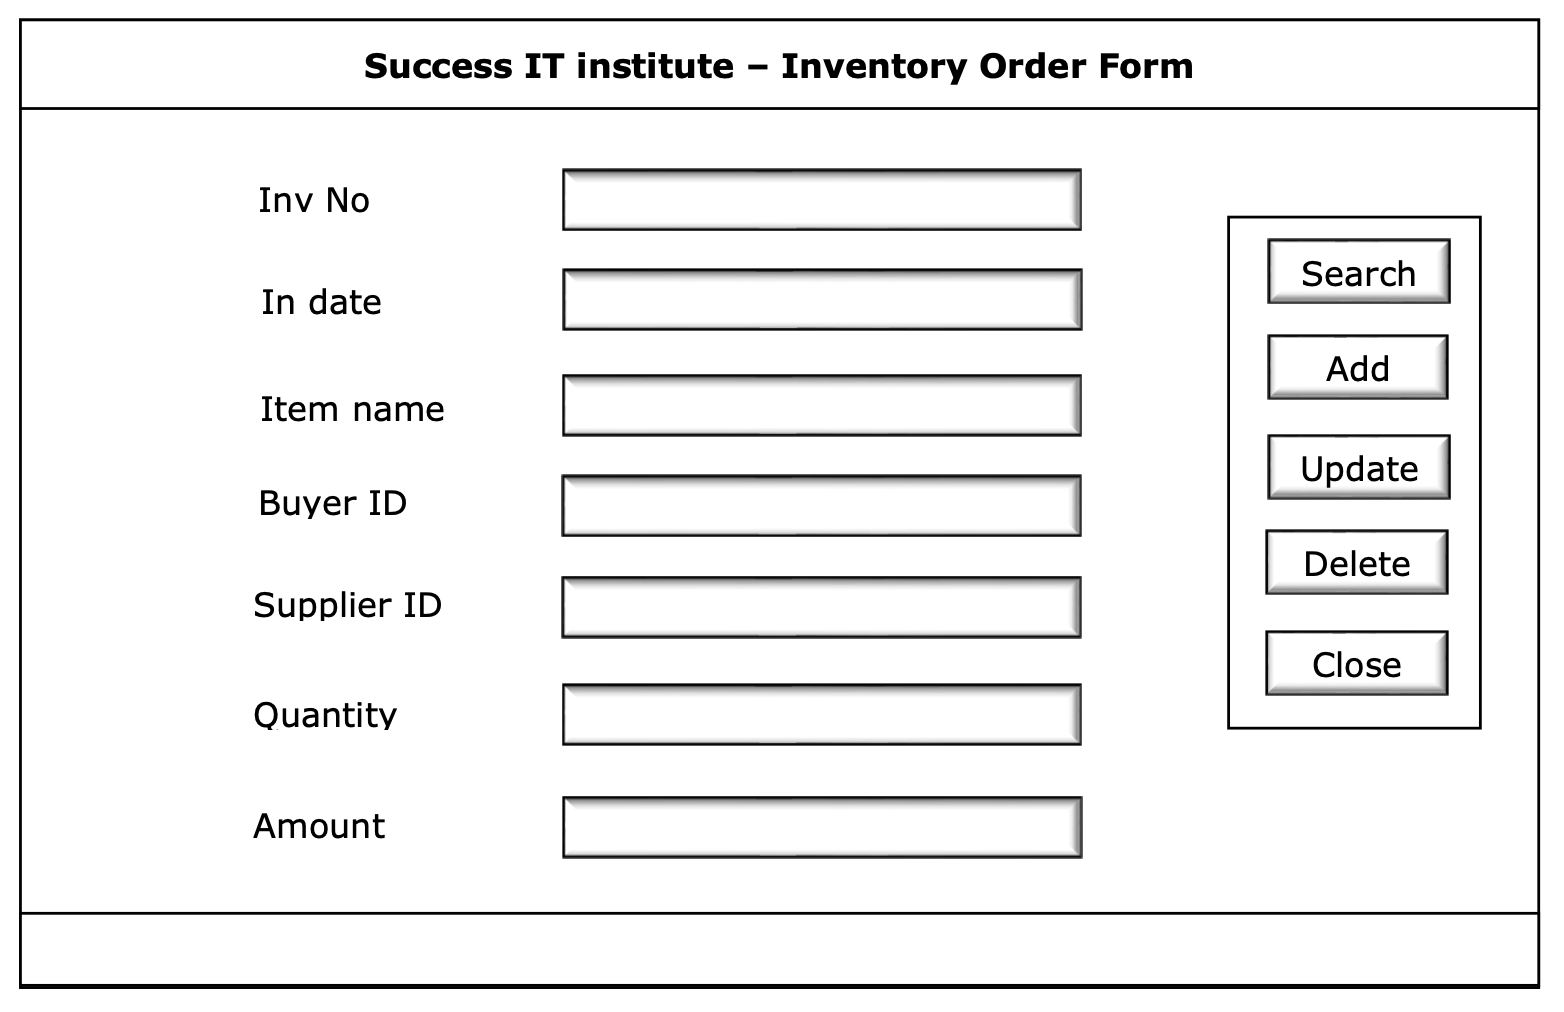 Success IT institute – Inventory Order Form
Inv No
In date
Item name
Buyer ID
Supplier ID
Quantity
Amount
Search
Add
Update
Delete
Close